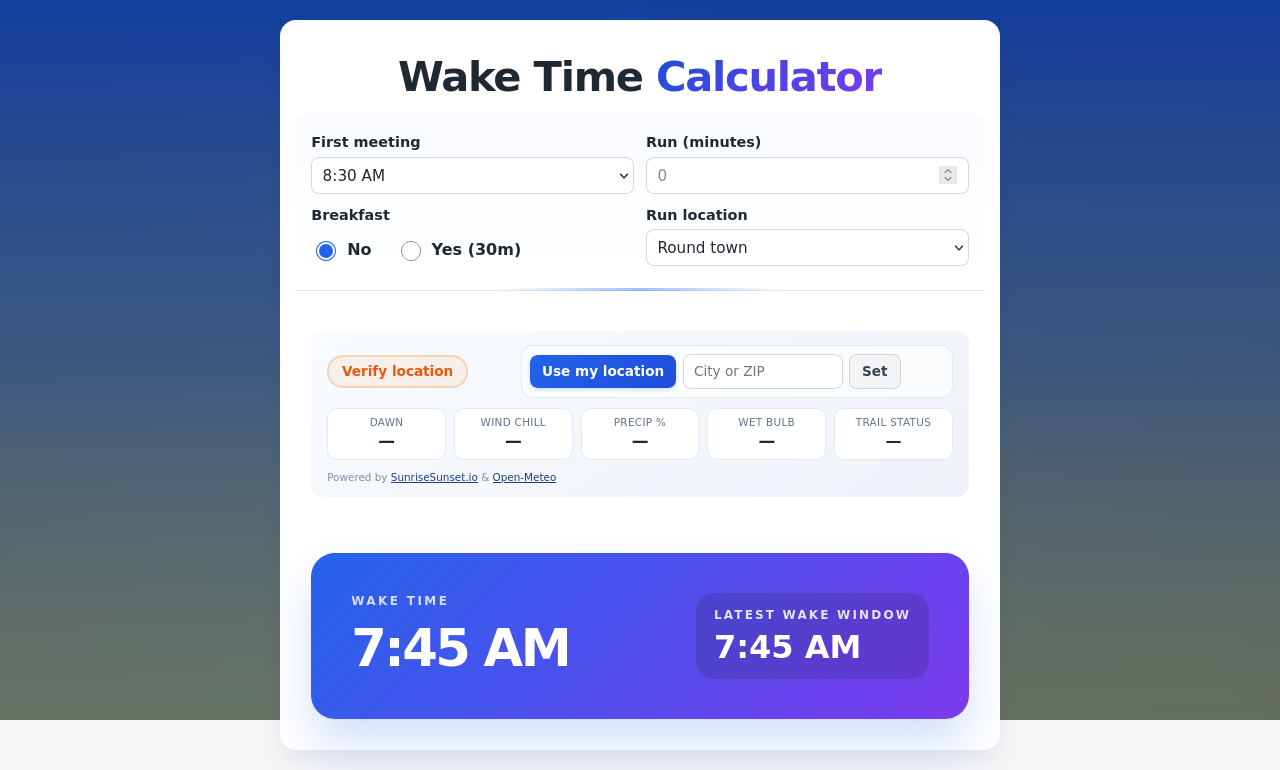 Wake Time Calculator
First meeting
8:30 AM
Run (minutes)
0
Breakfast
No
Yes (30m)
Run location
Round town
Verify location
Use my location
City or ZIP
Set
DAWN
—
WIND CHILL
—
PRECIP %
—
WET BULB
—
TRAIL STATUS
—
Powered by SunriseSunset.io & Open-Meteo
WAKE TIME
7:45 AM
LATEST WAKE WINDOW
7:45 AM